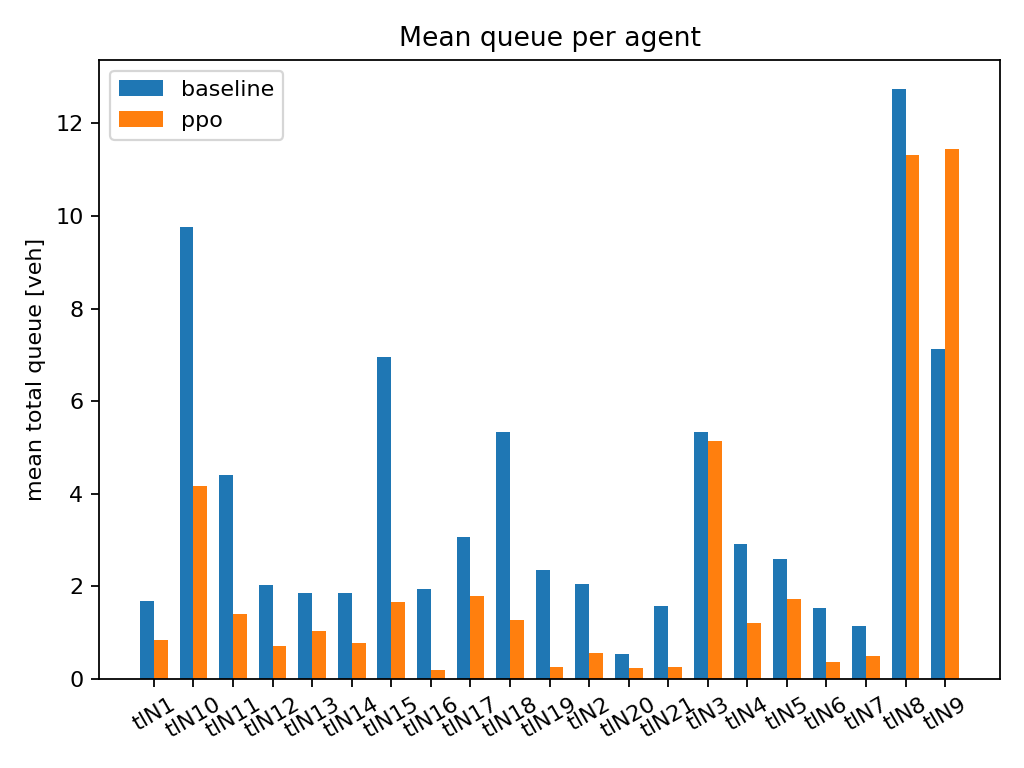 Mean queue per agent
baseline
ppo
mean total queue [veh]
12
10
8
6
4
2
0
tlN1 tlN10 tlN11 tlN12 tlN13 tlN14 tlN15 tlN16 tlN17 tlN18 tlN19 tlN2 tlN20 tlN21 tlN3 tlN4 tlN5 tlN6 tlN7 tlN8 tlN9